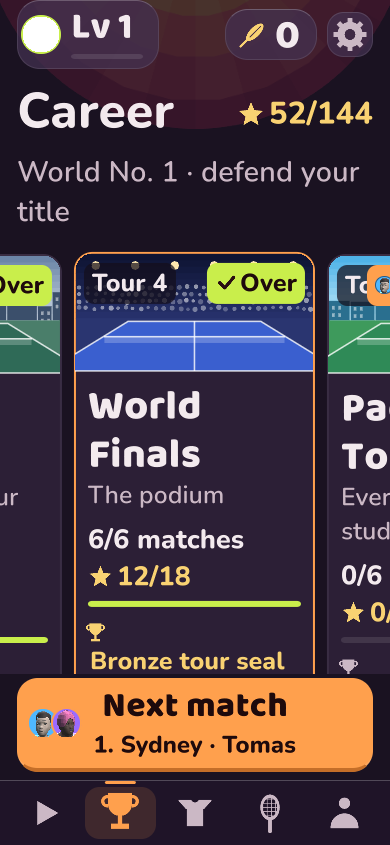 Lv 1
0
Career
52/144
World No. 1 · defend your
title
Over
Tour 4
Over
World
Finals
The podium
6/6 matches
12/18
Bronze tour seal
0/6
Next match
1. Sydney · Tomas